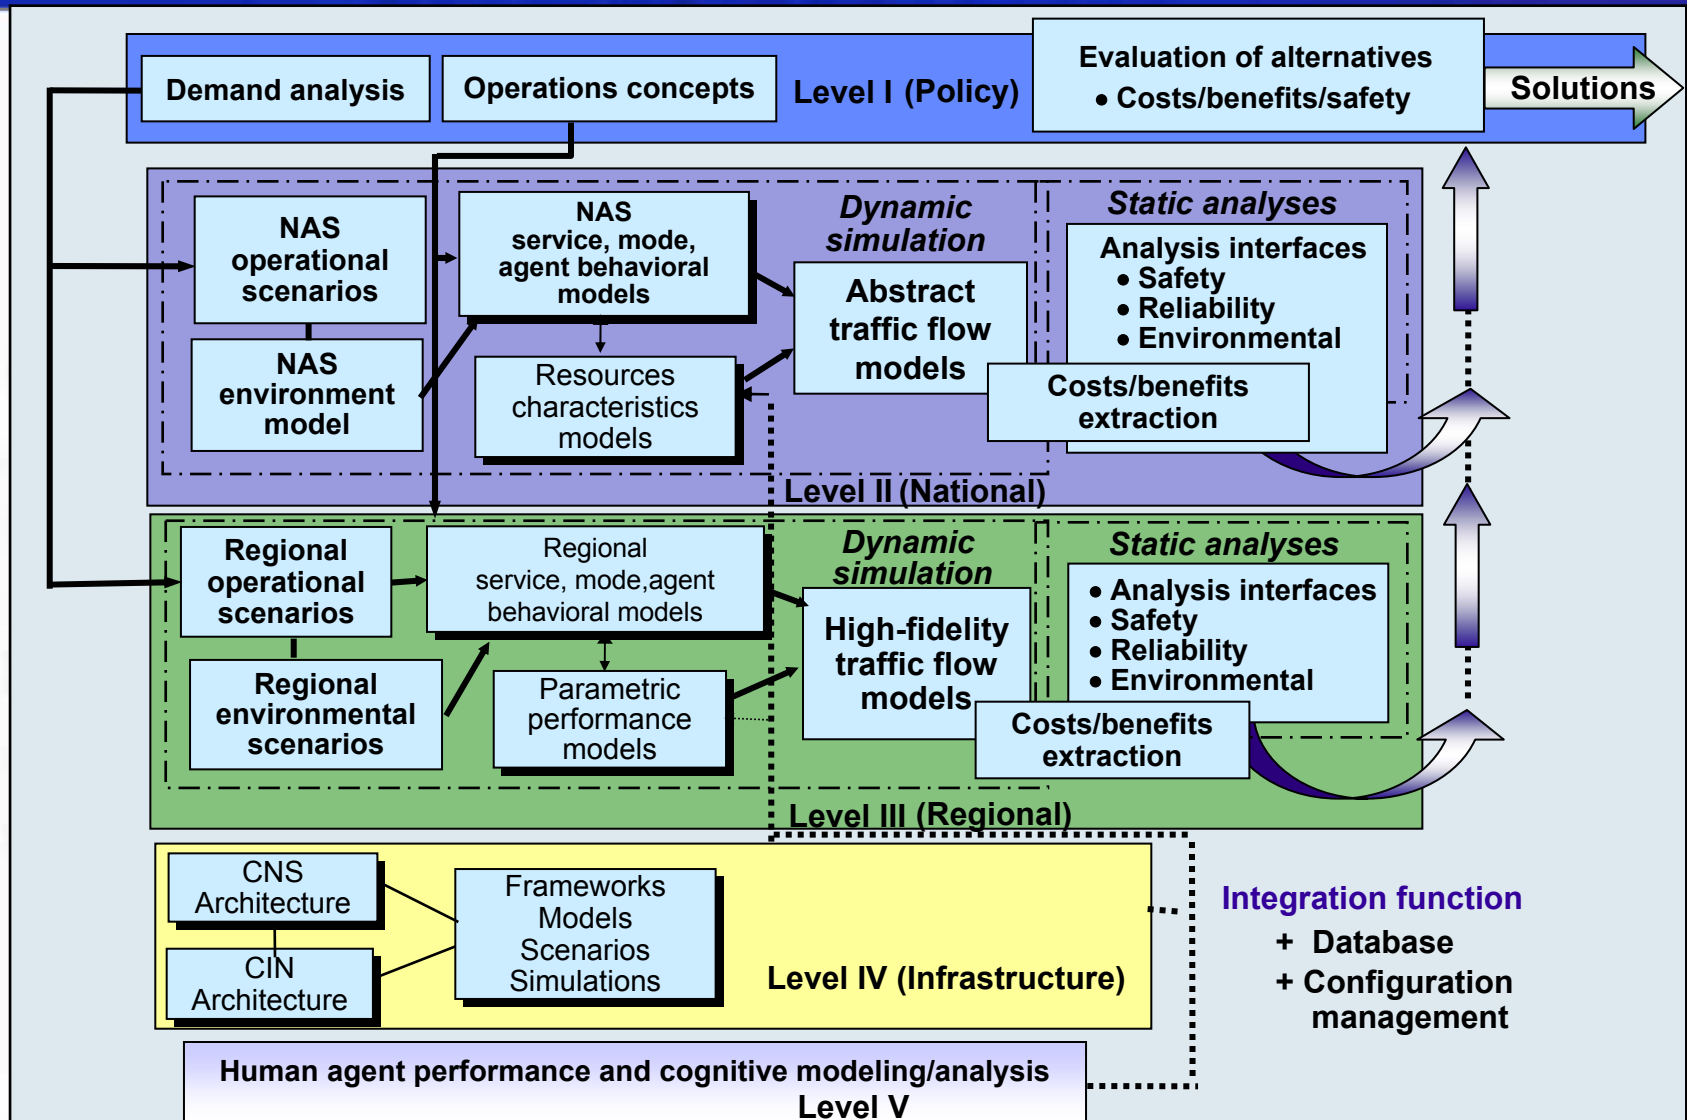 Demand analysis
Operations concepts
Level I (Policy)
Evaluation of alternatives
• Costs/benefits/safety
Solutions
NAS
operational
scenarios
NAS
environment
model
NAS
service, mode,
agent behavioral
models
Resources
characteristics
models
Dynamic
simulation
Abstract
traffic flow
models
Static analyses
Analysis interfaces
• Safety
• Reliability
• Environmental
Costs/benefits
extraction
Level II (National)
Regional
operational
scenarios
Regional
environmental
scenarios
Regional
service, mode,agent
behavioral models
Parametric
performance
models
Dynamic
simulation
High-fidelity
traffic flow
models
Static analyses
• Analysis interfaces
• Safety
• Reliability
• Environmental
Costs/benefits
extraction
Level III (Regional)
CNS
Architecture
CIN
Architecture
Frameworks
Models
Scenarios
Simulations
Level IV (Infrastructure)
Integration function
+ Database
+ Configuration
management
Human agent performance and cognitive modeling/analysis
Level V